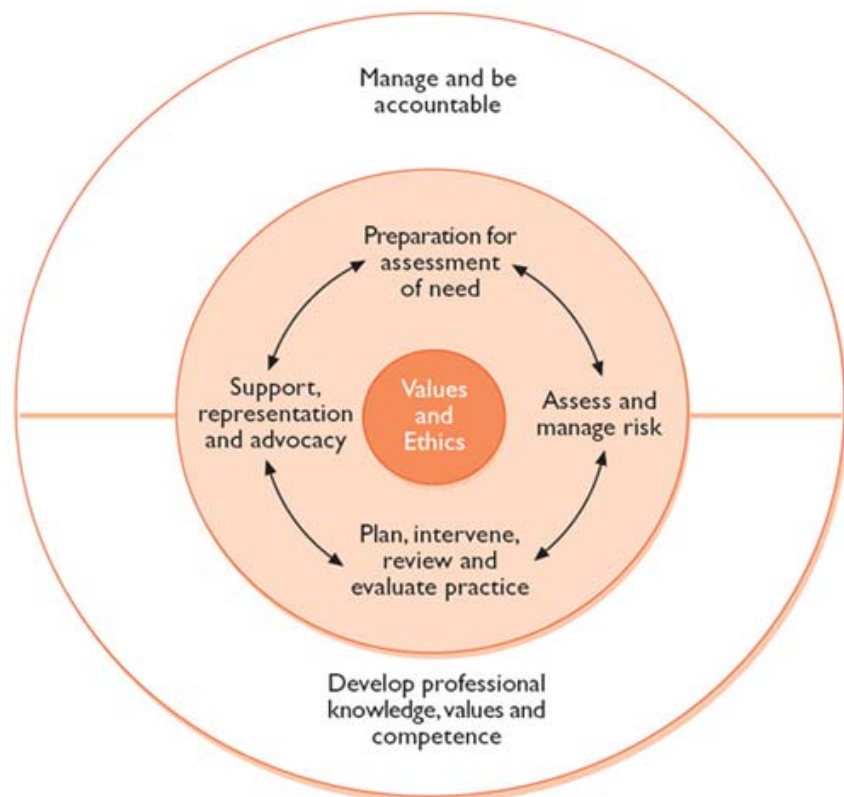 Manage and be
accountable
Preparation for
assessment
of need
Support,
representation
and advocacy
Values
and
Ethics
Assess and
manage risk
Plan, intervene,
review and
evaluate practice
Develop professional
knowledge, values and
competence